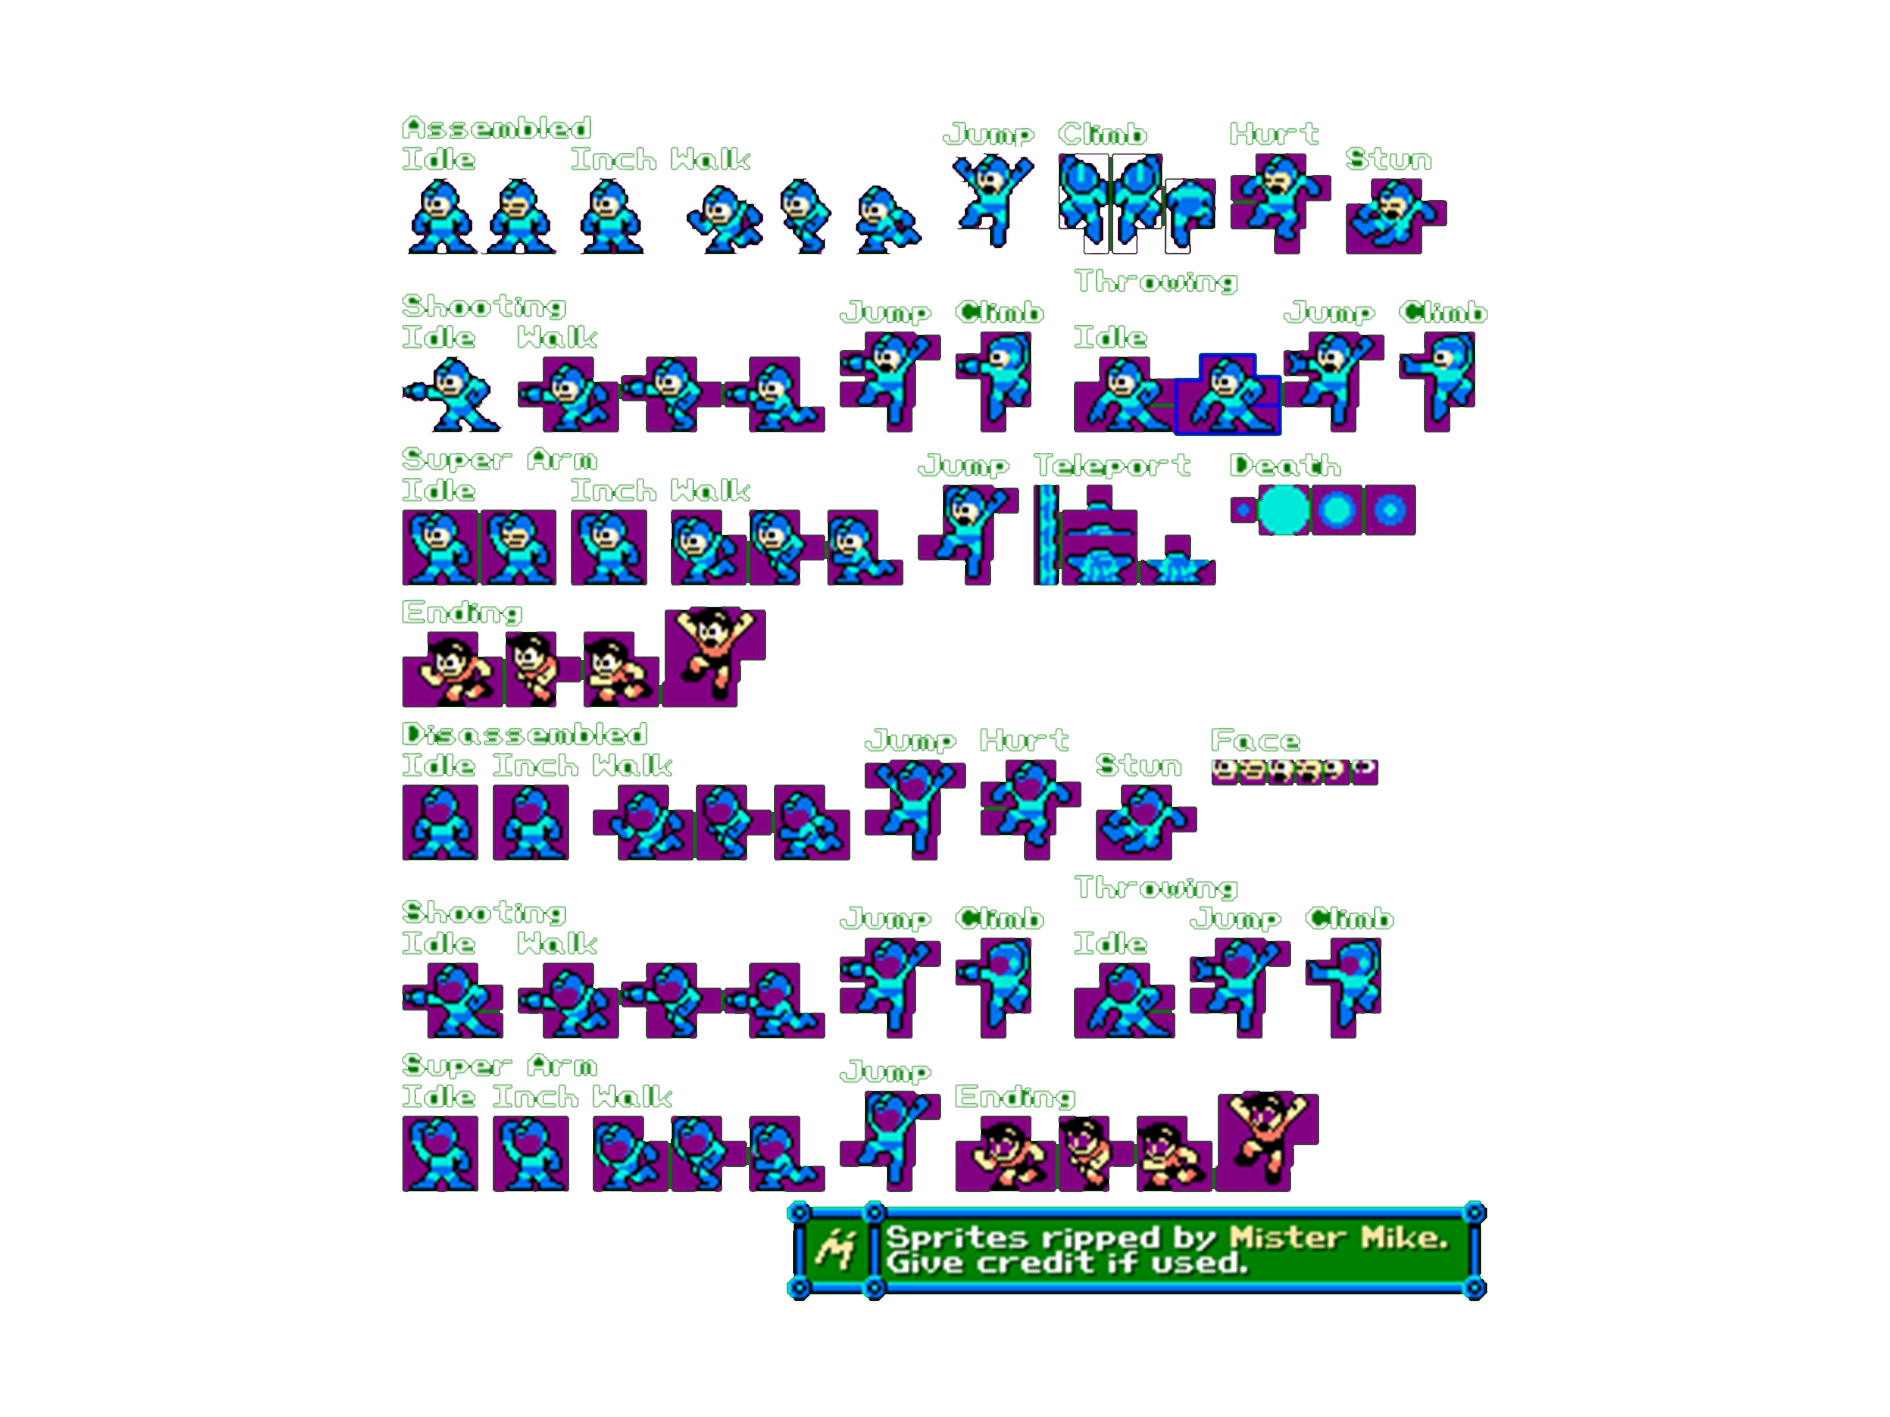 Assembled
Idle Inch Walk Jump Climb Hurt Stun
Shooting
Idle Walk Jump Climb
Throwing
Idle Jump Climb
Super Arm
Idle Inch Walk Jump Teleport Death
Ending
Disassembled
Idle Inch Walk Jump Hurt Stun Face
Shooting
Idle Walk Jump Climb
Throwing
Idle Jump Climb
Super Arm
Idle Inch Walk Jump Ending
Sprites ripped by Mister Mike.
Give credit if used.